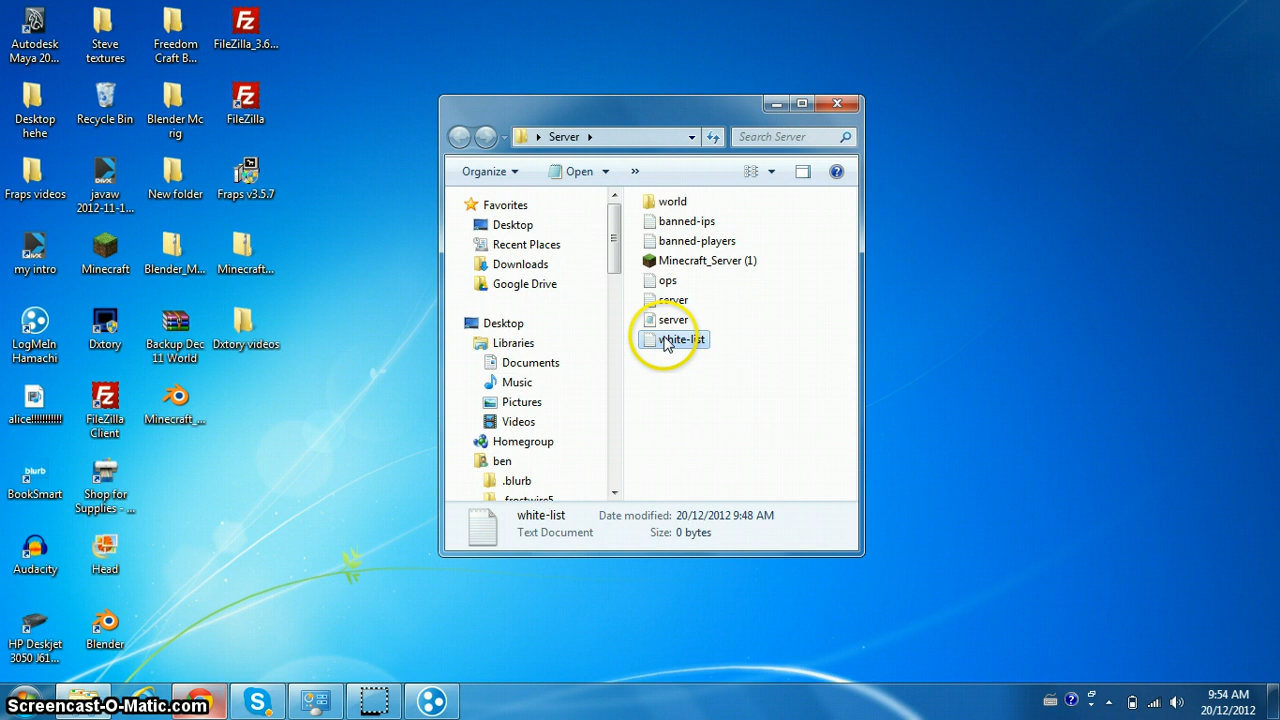 Autodesk Maya 20...
Steve textures
Freedom Craft B...
FileZilla_3.6...
Desktop hehe
Recycle Bin
Blender Mc rig
FileZilla
Fraps videos
javaw 2012-11-1...
New folder
Fraps v3.5.7
my intro
Minecraft
Blender_M...
Minecraft...
LogMeIn Hamachi
Dxtory
Backup Dec 11 World
Dxtory videos
alice!!!!!!!!!!!
FileZilla Client
Minecraft_...
blurb
BookSmart
Shop for Supplies - ...
Audacity
Head
HP Deskjet 3050 J61...
Blender
Server
Search Server
Organize
Open
»
Favorites
Desktop
Recent Places
Downloads
Google Drive
Desktop
Libraries
Documents
Music
Pictures
Videos
Homegroup
ben
.blurb
.frostwire5
world
banned-ips
banned-players
Minecraft_Server (1)
ops
server
server
white-list
white-list Date modified: 20/12/2012 9:48 AM
Text Document Size: 0 bytes
Screencast-O-Matic.com
9:54 AM
20/12/2012